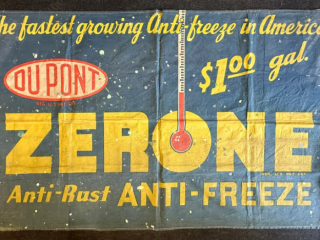 he fastest growing Anti-freeze in America
$1.00 gal.
DU PONT
ZERONE
Anti-Rust ANTI-FREEZE